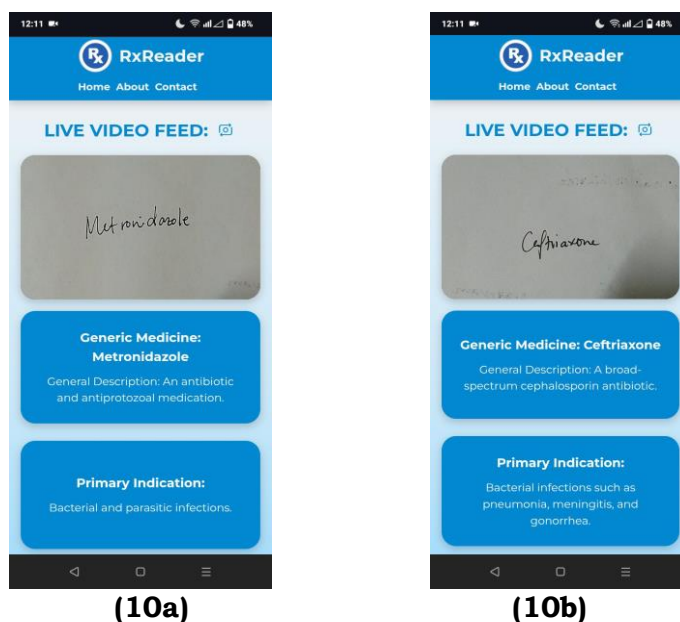 12:11 48%
Rx RxReader
Home About Contact
LIVE VIDEO FEED:
Metronidazole
Generic Medicine:
Metronidazole
General Description: An antibiotic
and antiprotozoal medication.
Primary Indication:
Bacterial and parasitic infections.
(10a)
12:11 48%
Rx RxReader
Home About Contact
LIVE VIDEO FEED:
Ceftriaxone
Generic Medicine: Ceftriaxone
General Description: A broad-
spectrum cephalosporin antibiotic.
Primary Indication:
Bacterial infections such as
pneumonia, meningitis, and
gonorrhea.
(10b)